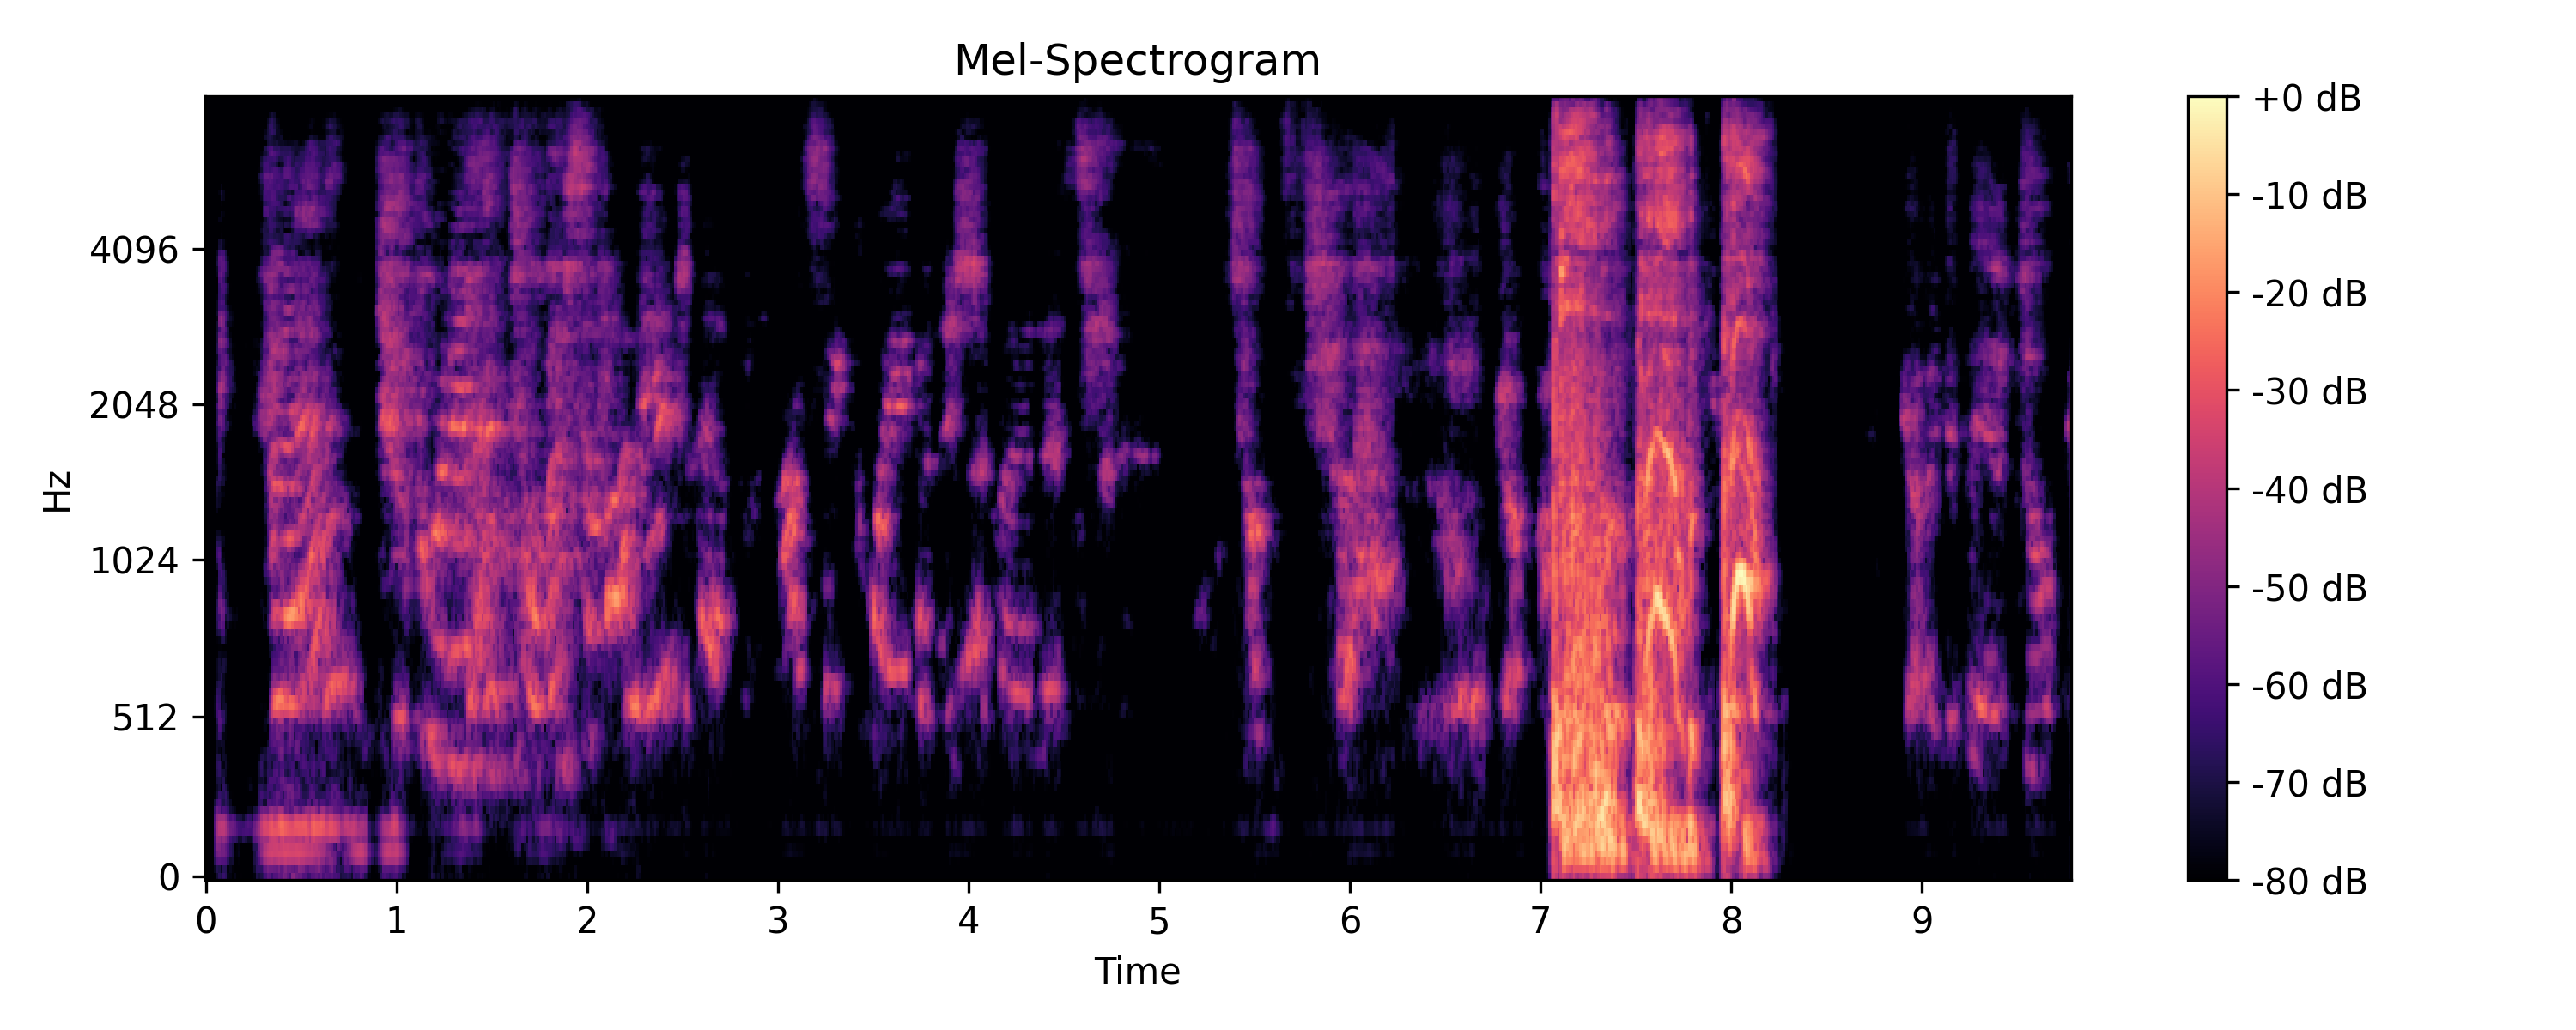 Mel-Spectrogram
+0 dB
-10 dB
-20 dB
-30 dB
-40 dB
-50 dB
-60 dB
-70 dB
-80 dB
Hz
4096
2048
1024
512
0
0 1 2 3 4 5 6 7 8 9
Time